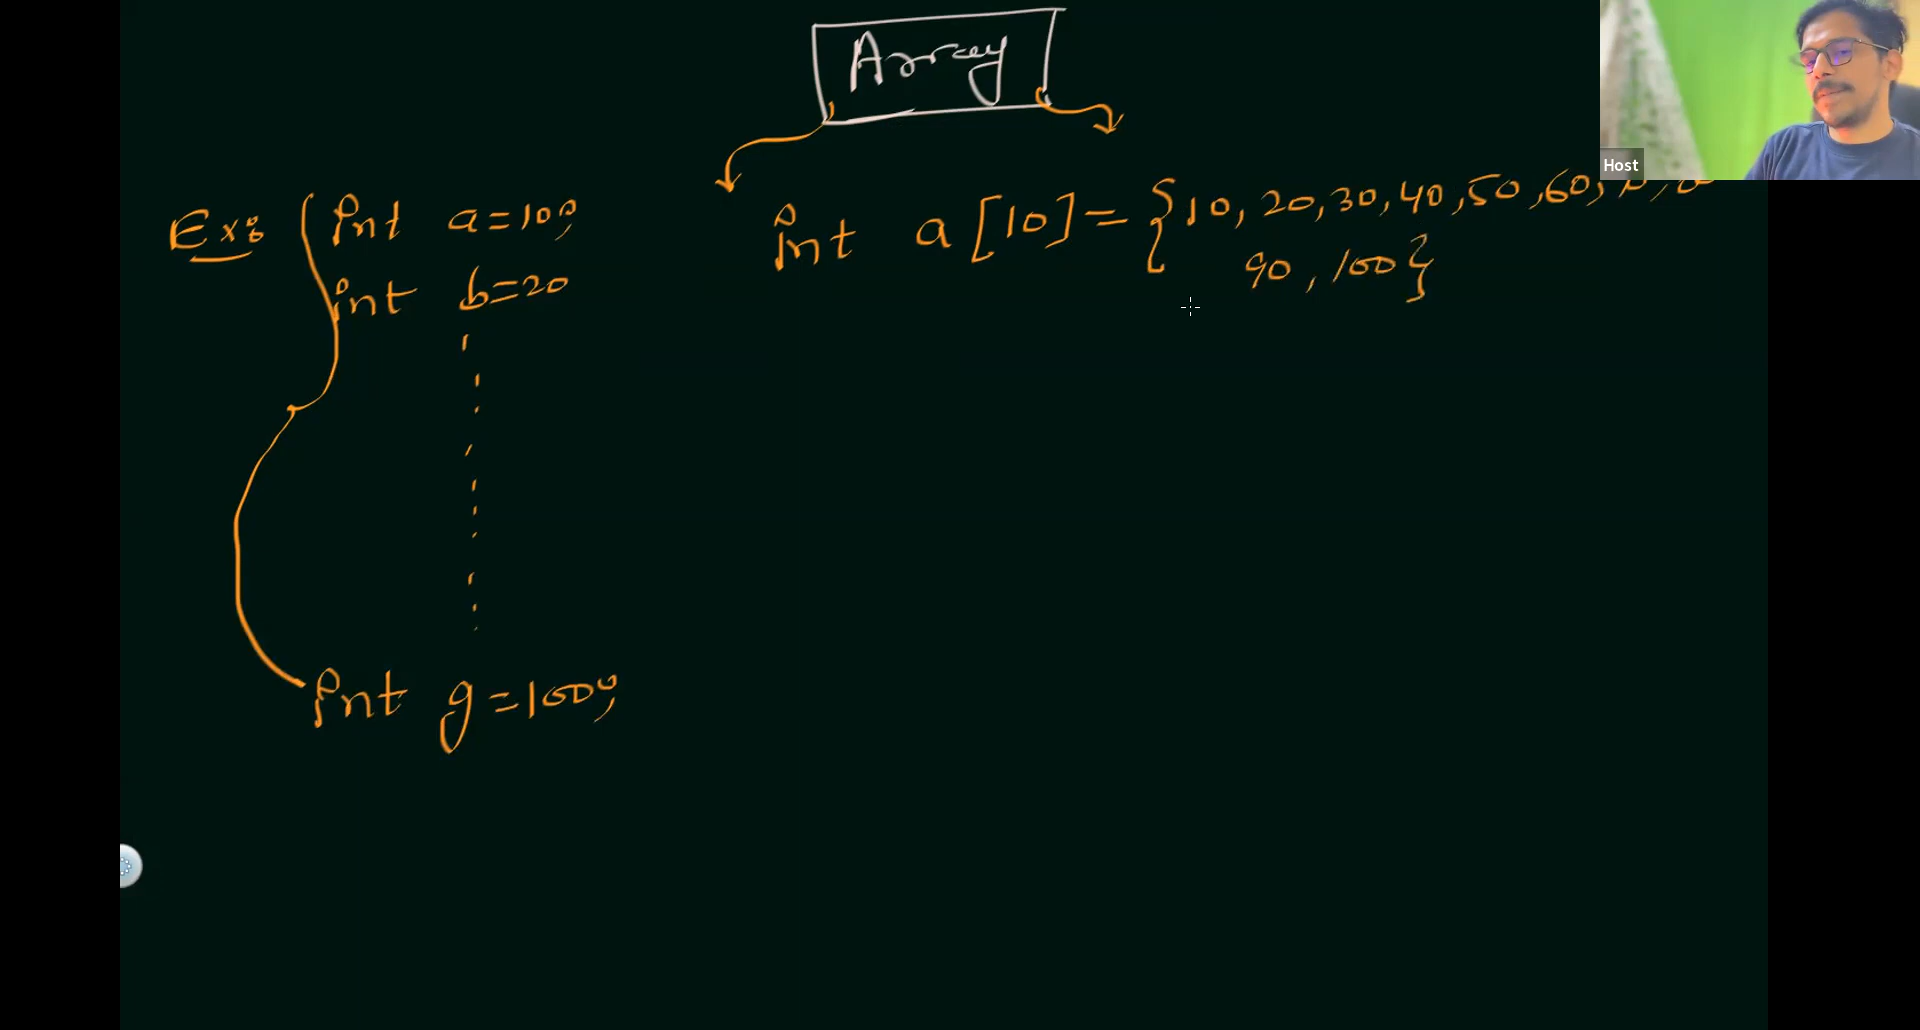 Array
Host
Ex: int a=10;
int b=20
int g=100;
int a[10]={10, 20, 30, 40, 50, 60,
90, 100}